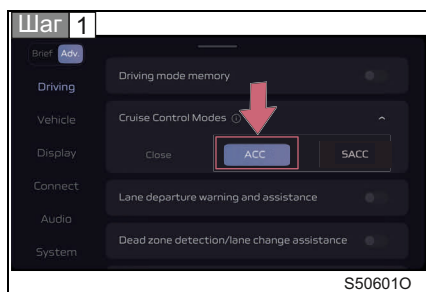 Шаг 1
Brief Adv.
Driving
Driving mode memory
Vehicle
Cruise Control Modes
Display
Close ACC SACC
Connect
Lane departure warning and assistance
Audio
Dead zone detection/lane change assistance
System
S50601O